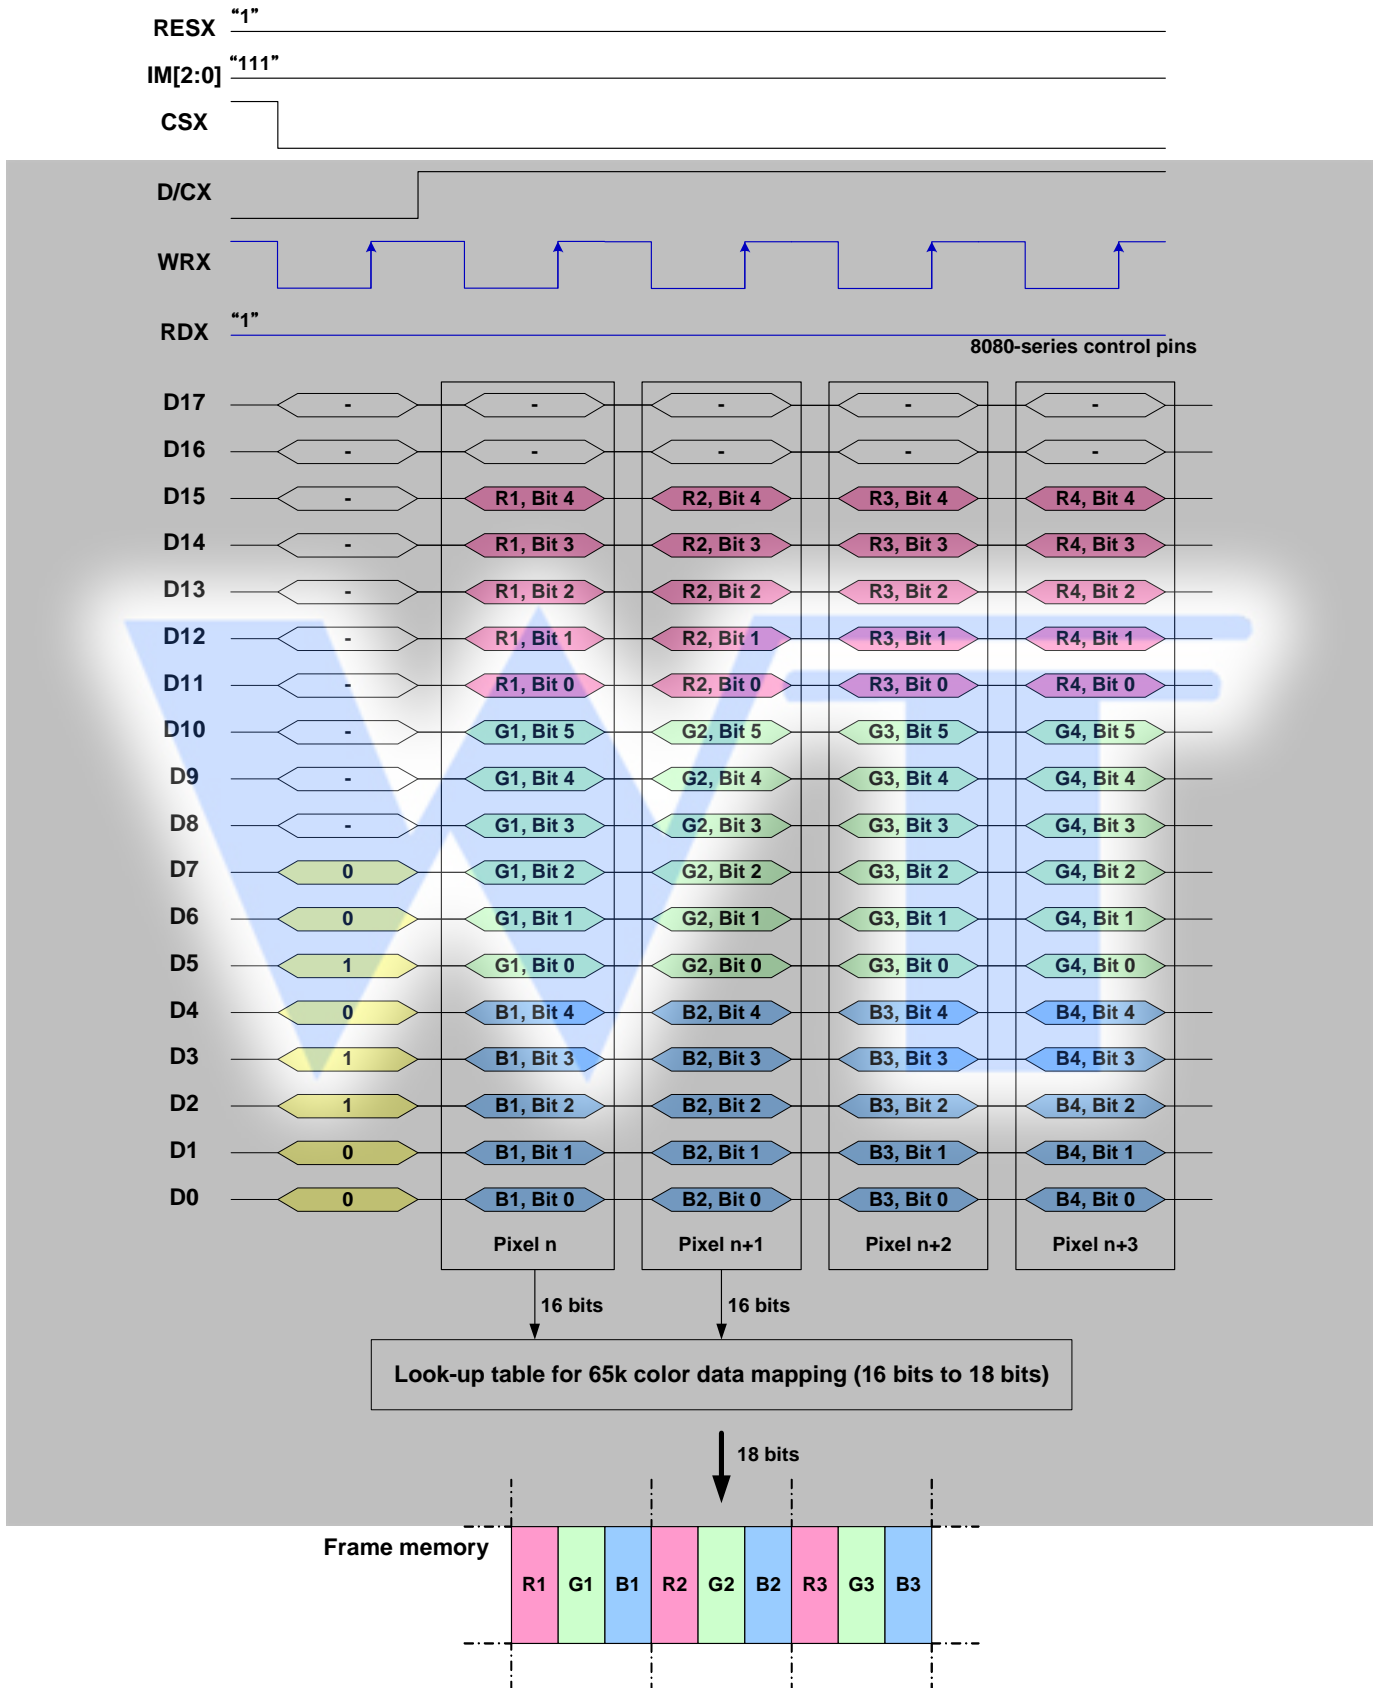 RESX "1"
IM[2:0] "111"
CSX
D/CX
WRX
RDX "1"
8080-series control pins
D17 - - - - -
D16 - - - - -
D15 - R1, Bit 4 R2, Bit 4 R3, Bit 4 R4, Bit 4
D14 - R1, Bit 3 R2, Bit 3 R3, Bit 3 R4, Bit 3
D13 - R1, Bit 2 R2, Bit 2 R3, Bit 2 R4, Bit 2
D12 - R1, Bit 1 R2, Bit 1 R3, Bit 1 R4, Bit 1
D11 - R1, Bit 0 R2, Bit 0 R3, Bit 0 R4, Bit 0
D10 - G1, Bit 5 G2, Bit 5 G3, Bit 5 G4, Bit 5
D9 - G1, Bit 4 G2, Bit 4 G3, Bit 4 G4, Bit 4
D8 - G1, Bit 3 G2, Bit 3 G3, Bit 3 G4, Bit 3
D7 0 G1, Bit 2 G2, Bit 2 G3, Bit 2 G4, Bit 2
D6 0 G1, Bit 1 G2, Bit 1 G3, Bit 1 G4, Bit 1
D5 1 G1, Bit 0 G2, Bit 0 G3, Bit 0 G4, Bit 0
D4 0 B1, Bit 4 B2, Bit 4 B3, Bit 4 B4, Bit 4
D3 1 B1, Bit 3 B2, Bit 3 B3, Bit 3 B4, Bit 3
D2 1 B1, Bit 2 B2, Bit 2 B3, Bit 2 B4, Bit 2
D1 0 B1, Bit 1 B2, Bit 1 B3, Bit 1 B4, Bit 1
D0 0 B1, Bit 0 B2, Bit 0 B3, Bit 0 B4, Bit 0
Pixel n Pixel n+1 Pixel n+2 Pixel n+3
16 bits 16 bits
Look-up table for 65k color data mapping (16 bits to 18 bits)
18 bits
Frame memory
R1 G1 B1 R2 G2 B2 R3 G3 B3
WT